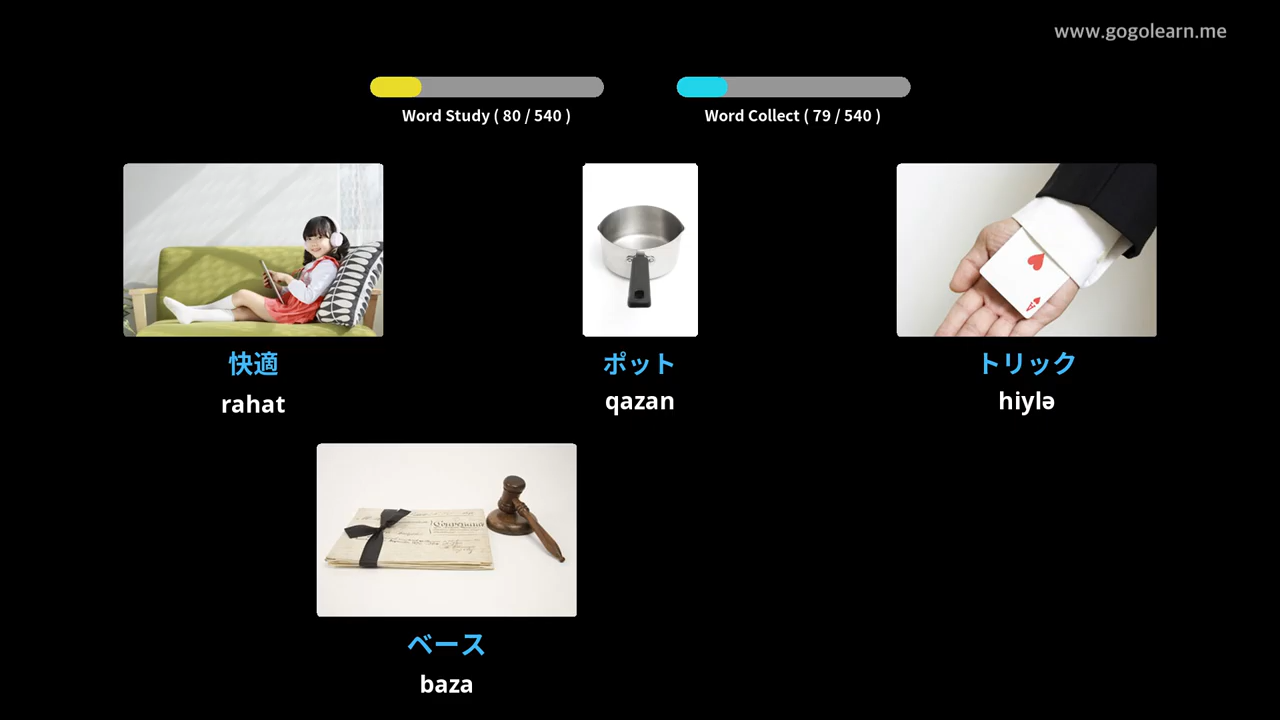 www.gogolearn.me
Word Study ( 80 / 540 )
Word Collect ( 79 / 540 )
快適
rahat
ポット
qazan
トリック
hiylə
ベース
baza